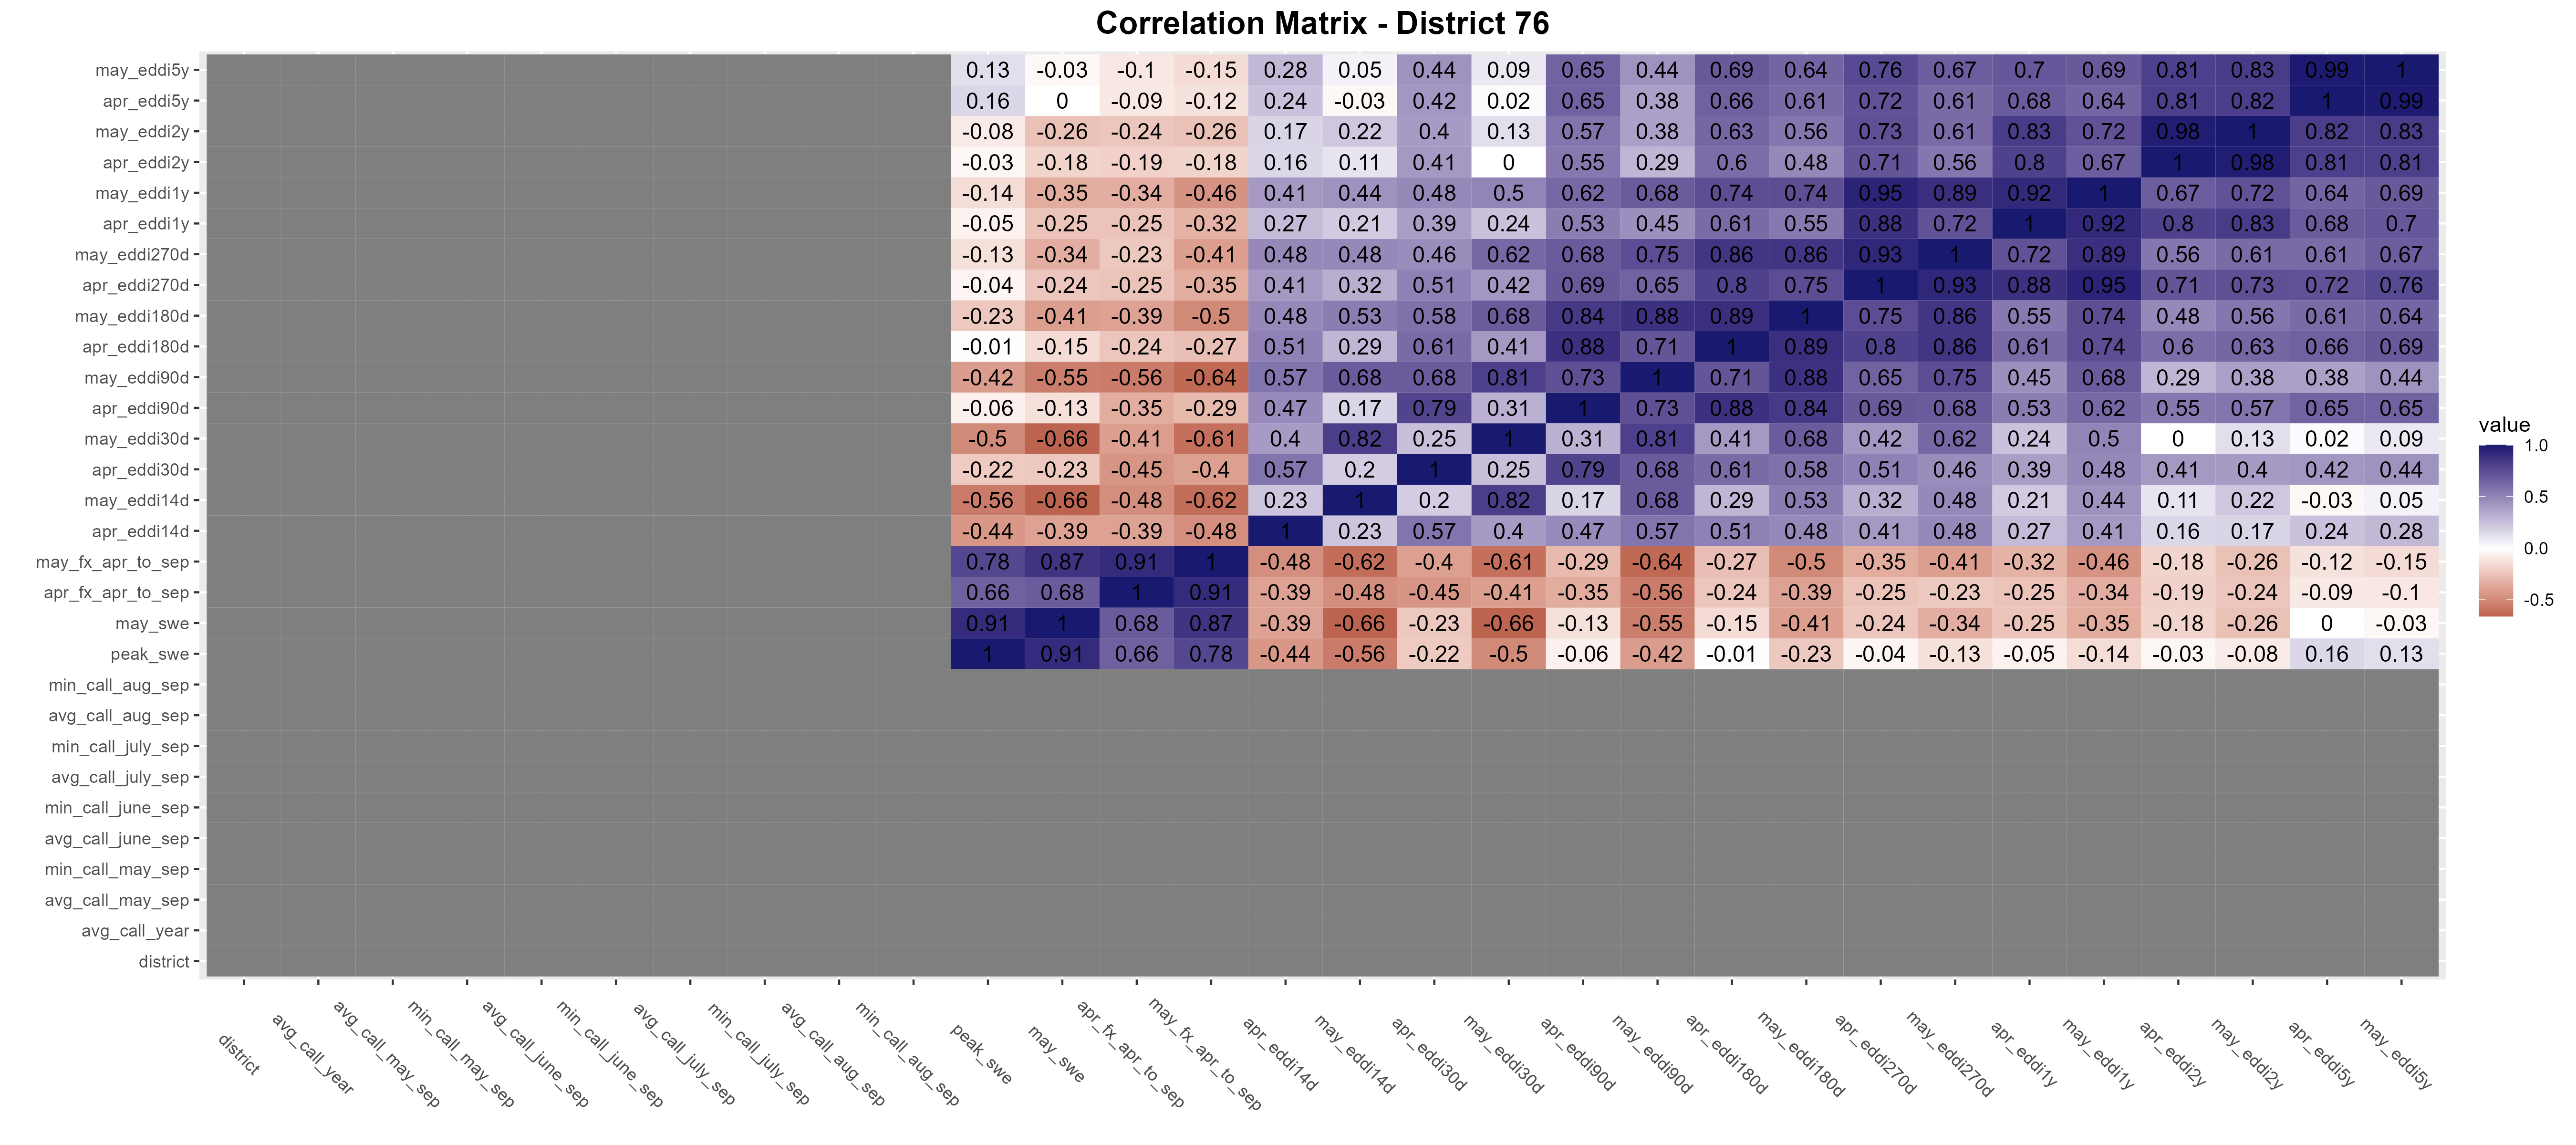 Correlation Matrix - District 76
may_eddi5y 0.13 -0.03 -0.1 -0.15 0.28 0.05 0.44 0.09 0.65 0.44 0.69 0.64 0.76 0.67 0.7 0.69 0.81 0.83 0.99 1
apr_eddi5y 0.16 0 -0.09 -0.12 0.24 -0.03 0.42 0.02 0.65 0.38 0.66 0.61 0.72 0.61 0.68 0.64 0.81 0.82 1 0.99
may_eddi2y -0.08 -0.26 -0.24 -0.26 0.17 0.22 0.4 0.13 0.57 0.38 0.63 0.56 0.73 0.61 0.83 0.72 0.98 1 0.82 0.83
apr_eddi2y -0.03 -0.18 -0.19 -0.18 0.16 0.11 0.41 0 0.55 0.29 0.6 0.48 0.71 0.56 0.8 0.67 1 0.98 0.81 0.81
may_eddi1y -0.14 -0.35 -0.34 -0.46 0.41 0.44 0.48 0.5 0.62 0.68 0.74 0.74 0.95 0.89 0.92 1 0.67 0.72 0.64 0.69
apr_eddi1y -0.05 -0.25 -0.25 -0.32 0.27 0.21 0.39 0.24 0.53 0.45 0.61 0.55 0.88 0.72 1 0.92 0.8 0.83 0.68 0.7
may_eddi270d -0.13 -0.34 -0.23 -0.41 0.48 0.48 0.46 0.62 0.68 0.75 0.86 0.86 0.93 1 0.72 0.89 0.56 0.61 0.61 0.67
apr_eddi270d -0.04 -0.24 -0.25 -0.35 0.41 0.32 0.51 0.42 0.69 0.65 0.8 0.75 1 0.93 0.88 0.95 0.71 0.73 0.72 0.76
may_eddi180d -0.23 -0.41 -0.39 -0.5 0.48 0.53 0.58 0.68 0.84 0.88 0.89 1 0.75 0.86 0.55 0.74 0.48 0.56 0.61 0.64
apr_eddi180d -0.01 -0.15 -0.24 -0.27 0.51 0.29 0.61 0.41 0.88 0.71 1 0.89 0.8 0.86 0.61 0.74 0.6 0.63 0.66 0.69
may_eddi90d -0.42 -0.55 -0.56 -0.64 0.57 0.68 0.68 0.81 0.73 1 0.71 0.88 0.65 0.75 0.45 0.68 0.29 0.38 0.38 0.44
apr_eddi90d -0.06 -0.13 -0.35 -0.29 0.47 0.17 0.79 0.31 1 0.73 0.88 0.84 0.69 0.68 0.53 0.62 0.55 0.57 0.65 0.65
may_eddi30d -0.5 -0.66 -0.41 -0.61 0.4 0.82 0.25 1 0.31 0.81 0.41 0.68 0.42 0.62 0.24 0.5 0 0.13 0.02 0.09
apr_eddi30d -0.22 -0.23 -0.45 -0.4 0.57 0.2 1 0.25 0.79 0.68 0.61 0.58 0.51 0.46 0.39 0.48 0.41 0.4 0.42 0.44
may_eddi14d -0.56 -0.66 -0.48 -0.62 0.23 1 0.2 0.82 0.17 0.68 0.29 0.53 0.32 0.48 0.21 0.44 0.11 0.22 -0.03 0.05
apr_eddi14d -0.44 -0.39 -0.39 -0.48 1 0.23 0.57 0.4 0.47 0.57 0.51 0.48 0.41 0.48 0.27 0.41 0.16 0.17 0.24 0.28
may_fx_apr_to_sep 0.78 0.87 0.91 1 -0.48 -0.62 -0.4 -0.61 -0.29 -0.64 -0.27 -0.5 -0.35 -0.41 -0.32 -0.46 -0.18 -0.26 -0.12 -0.15
apr_fx_apr_to_sep 0.66 0.68 1 0.91 -0.39 -0.48 -0.45 -0.41 -0.35 -0.56 -0.24 -0.39 -0.25 -0.23 -0.25 -0.34 -0.19 -0.24 -0.09 -0.1
may_swe 0.91 1 0.68 0.87 -0.39 -0.66 -0.23 -0.66 -0.13 -0.55 -0.15 -0.41 -0.24 -0.34 -0.25 -0.35 -0.18 -0.26 0 -0.03
peak_swe 1 0.91 0.66 0.78 -0.44 -0.56 -0.22 -0.5 -0.06 -0.42 -0.01 -0.23 -0.04 -0.13 -0.05 -0.14 -0.03 -0.08 0.16 0.13
min_call_aug_sep
avg_call_aug_sep
min_call_july_sep
avg_call_july_sep
min_call_june_sep
avg_call_june_sep
min_call_may_sep
avg_call_may_sep
avg_call_year
district
district
avg_call_year
avg_call_may_sep
min_call_may_sep
avg_call_june_sep
min_call_june_sep
avg_call_july_sep
min_call_july_sep
avg_call_aug_sep
min_call_aug_sep
peak_swe
may_swe
apr_fx_apr_to_sep
may_fx_apr_to_sep
apr_eddi14d
may_eddi14d
apr_eddi30d
may_eddi30d
apr_eddi90d
may_eddi90d
apr_eddi180d
may_eddi180d
apr_eddi270d
may_eddi270d
apr_eddi1y
may_eddi1y
apr_eddi2y
may_eddi2y
apr_eddi5y
may_eddi5y
value
1.0
0.5
0.0
-0.5